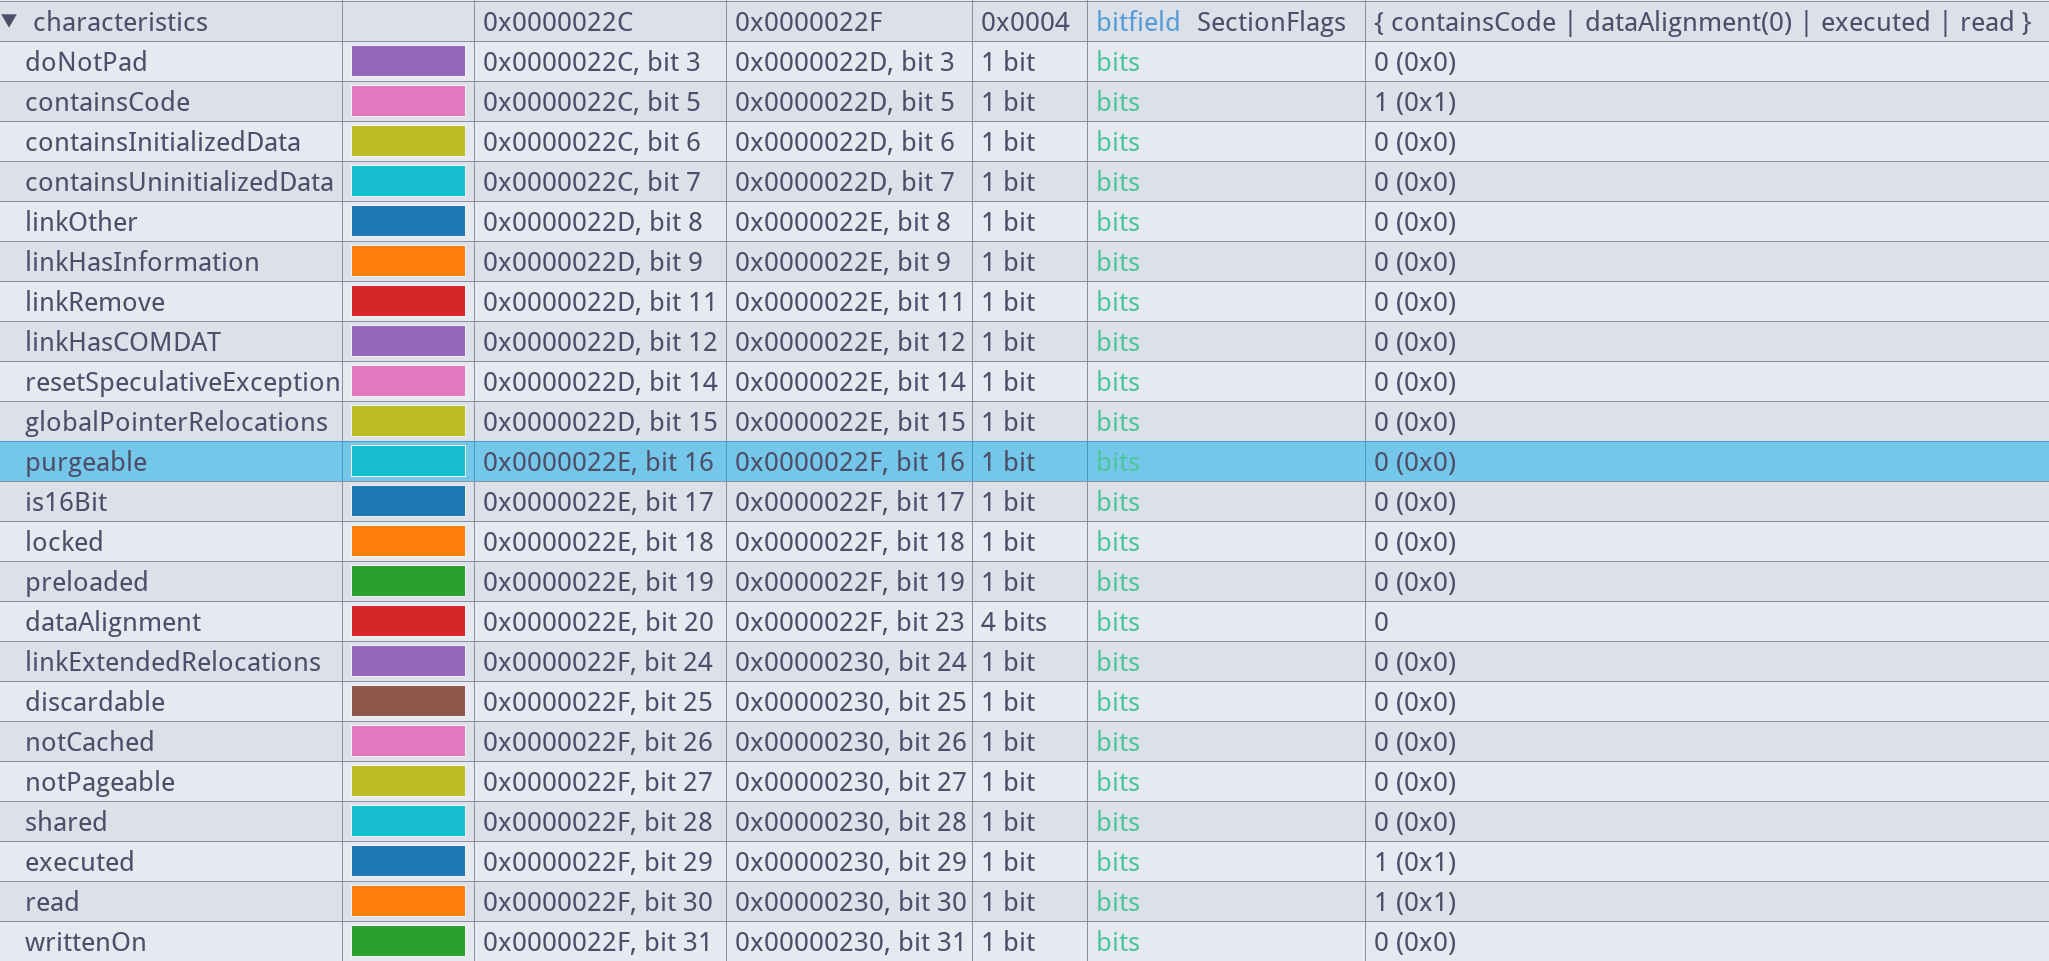 characteristics 0x0000022C 0x0000022F 0x0004 bitfield SectionFlags { containsCode | dataAlignment(0) | executed | read }
doNotPad 0x0000022C, bit 3 0x0000022D, bit 3 1 bit bits 0 (0x0)
containsCode 0x0000022C, bit 5 0x0000022D, bit 5 1 bit bits 1 (0x1)
containsInitializedData 0x0000022C, bit 6 0x0000022D, bit 6 1 bit bits 0 (0x0)
containsUninitializedData 0x0000022C, bit 7 0x0000022D, bit 7 1 bit bits 0 (0x0)
linkOther 0x0000022D, bit 8 0x0000022E, bit 8 1 bit bits 0 (0x0)
linkHasInformation 0x0000022D, bit 9 0x0000022E, bit 9 1 bit bits 0 (0x0)
linkRemove 0x0000022D, bit 11 0x0000022E, bit 11 1 bit bits 0 (0x0)
linkHasCOMDAT 0x0000022D, bit 12 0x0000022E, bit 12 1 bit bits 0 (0x0)
resetSpeculativeException 0x0000022D, bit 14 0x0000022E, bit 14 1 bit bits 0 (0x0)
globalPointerRelocations 0x0000022D, bit 15 0x0000022E, bit 15 1 bit bits 0 (0x0)
purgeable 0x0000022E, bit 16 0x0000022F, bit 16 1 bit bits 0 (0x0)
is16Bit 0x0000022E, bit 17 0x0000022F, bit 17 1 bit bits 0 (0x0)
locked 0x0000022E, bit 18 0x0000022F, bit 18 1 bit bits 0 (0x0)
preloaded 0x0000022E, bit 19 0x0000022F, bit 19 1 bit bits 0 (0x0)
dataAlignment 0x0000022E, bit 20 0x0000022F, bit 23 4 bits bits 0
linkExtendedRelocations 0x0000022F, bit 24 0x00000230, bit 24 1 bit bits 0 (0x0)
discardable 0x0000022F, bit 25 0x00000230, bit 25 1 bit bits 0 (0x0)
notCached 0x0000022F, bit 26 0x00000230, bit 26 1 bit bits 0 (0x0)
notPageable 0x0000022F, bit 27 0x00000230, bit 27 1 bit bits 0 (0x0)
shared 0x0000022F, bit 28 0x00000230, bit 28 1 bit bits 0 (0x0)
executed 0x0000022F, bit 29 0x00000230, bit 29 1 bit bits 1 (0x1)
read 0x0000022F, bit 30 0x00000230, bit 30 1 bit bits 1 (0x1)
writtenOn 0x0000022F, bit 31 0x00000230, bit 31 1 bit bits 0 (0x0)